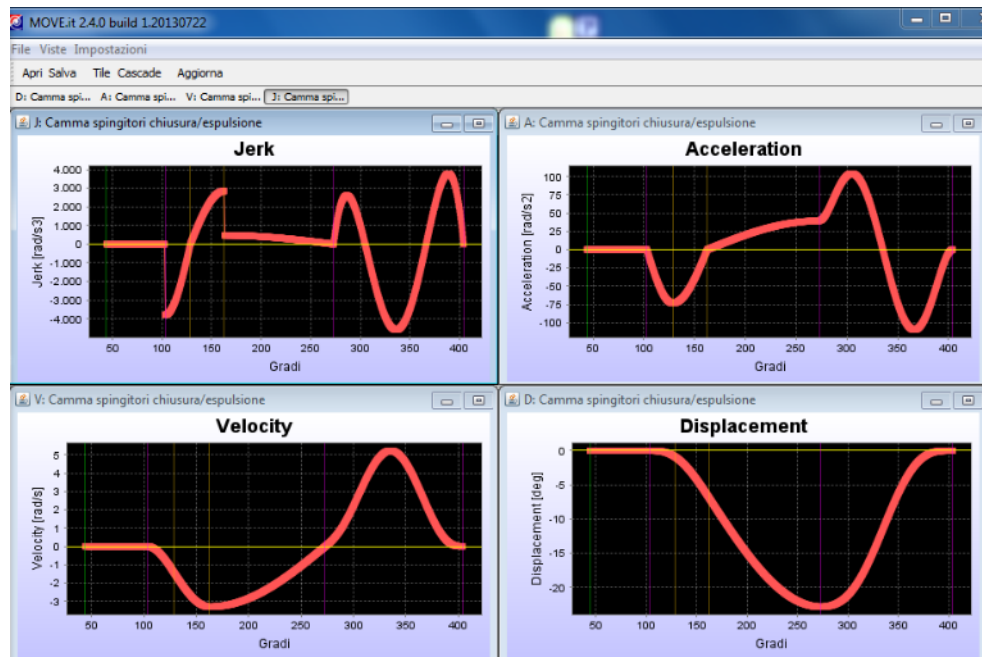 MOVE.it 2.4.0 build 1.20130722
File Viste Impostazioni
Apri Salva Tile Cascade Aggiorna
D: Camma spi... A: Camma spi... V: Camma spi... J: Camma spi...
J: Camma spingitori chiusura/espulsione
Jerk
Jerk [rad/s3]
4.000
3.000
2.000
1.000
0
-1.000
-2.000
-3.000
-4.000
50 100 150 200 250 300 350 400
Gradi
A: Camma spingitori chiusura/espulsione
Acceleration
Acceleration [rad/s2]
100
75
50
25
0
-25
-50
-75
-100
50 100 150 200 250 300 350 400
Gradi
V: Camma spingitori chiusura/espulsione
Velocity
Velocity [rad/s]
5
4
3
2
1
0
-1
-2
-3
50 100 150 200 250 300 350 400
Gradi
D: Camma spingitori chiusura/espulsione
Displacement
Displacement [deg]
0
-5
-10
-15
-20
50 100 150 200 250 300 350 400
Gradi